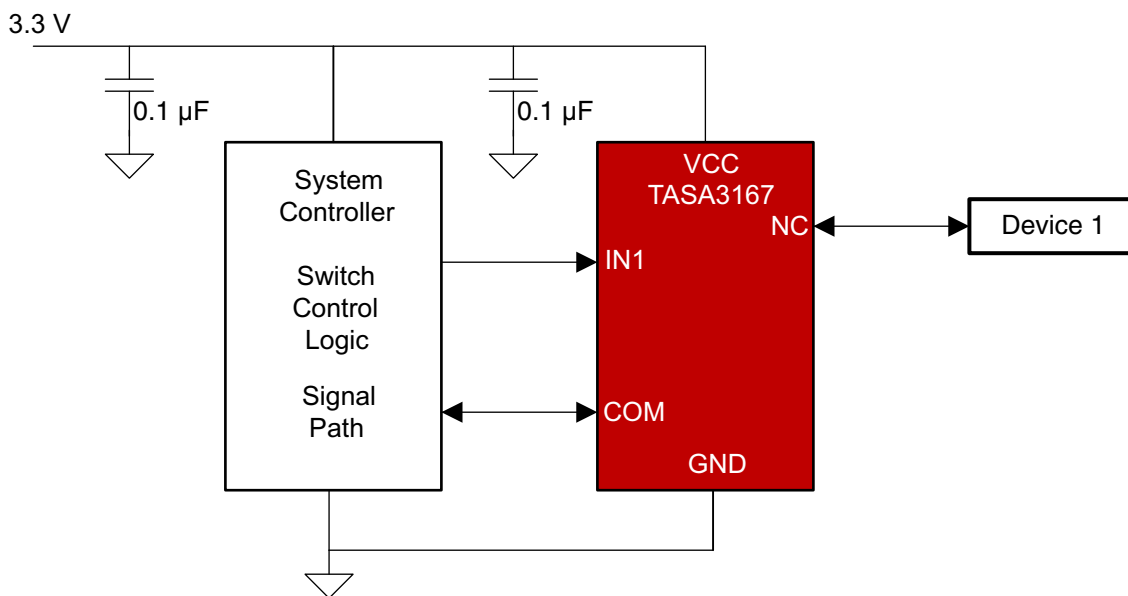 3.3 V
0.1 µF
0.1 µF
System
Controller
Switch
Control
Logic
Signal
Path
VCC
TASA3167
NC
IN1
COM
GND
Device 1